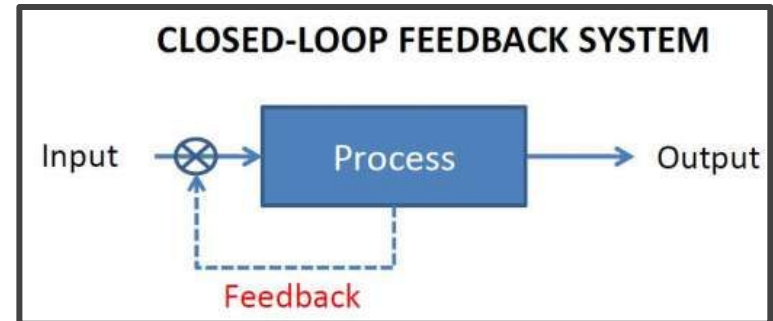 CLOSED-LOOP FEEDBACK SYSTEM
Input
Process
Output
Feedback